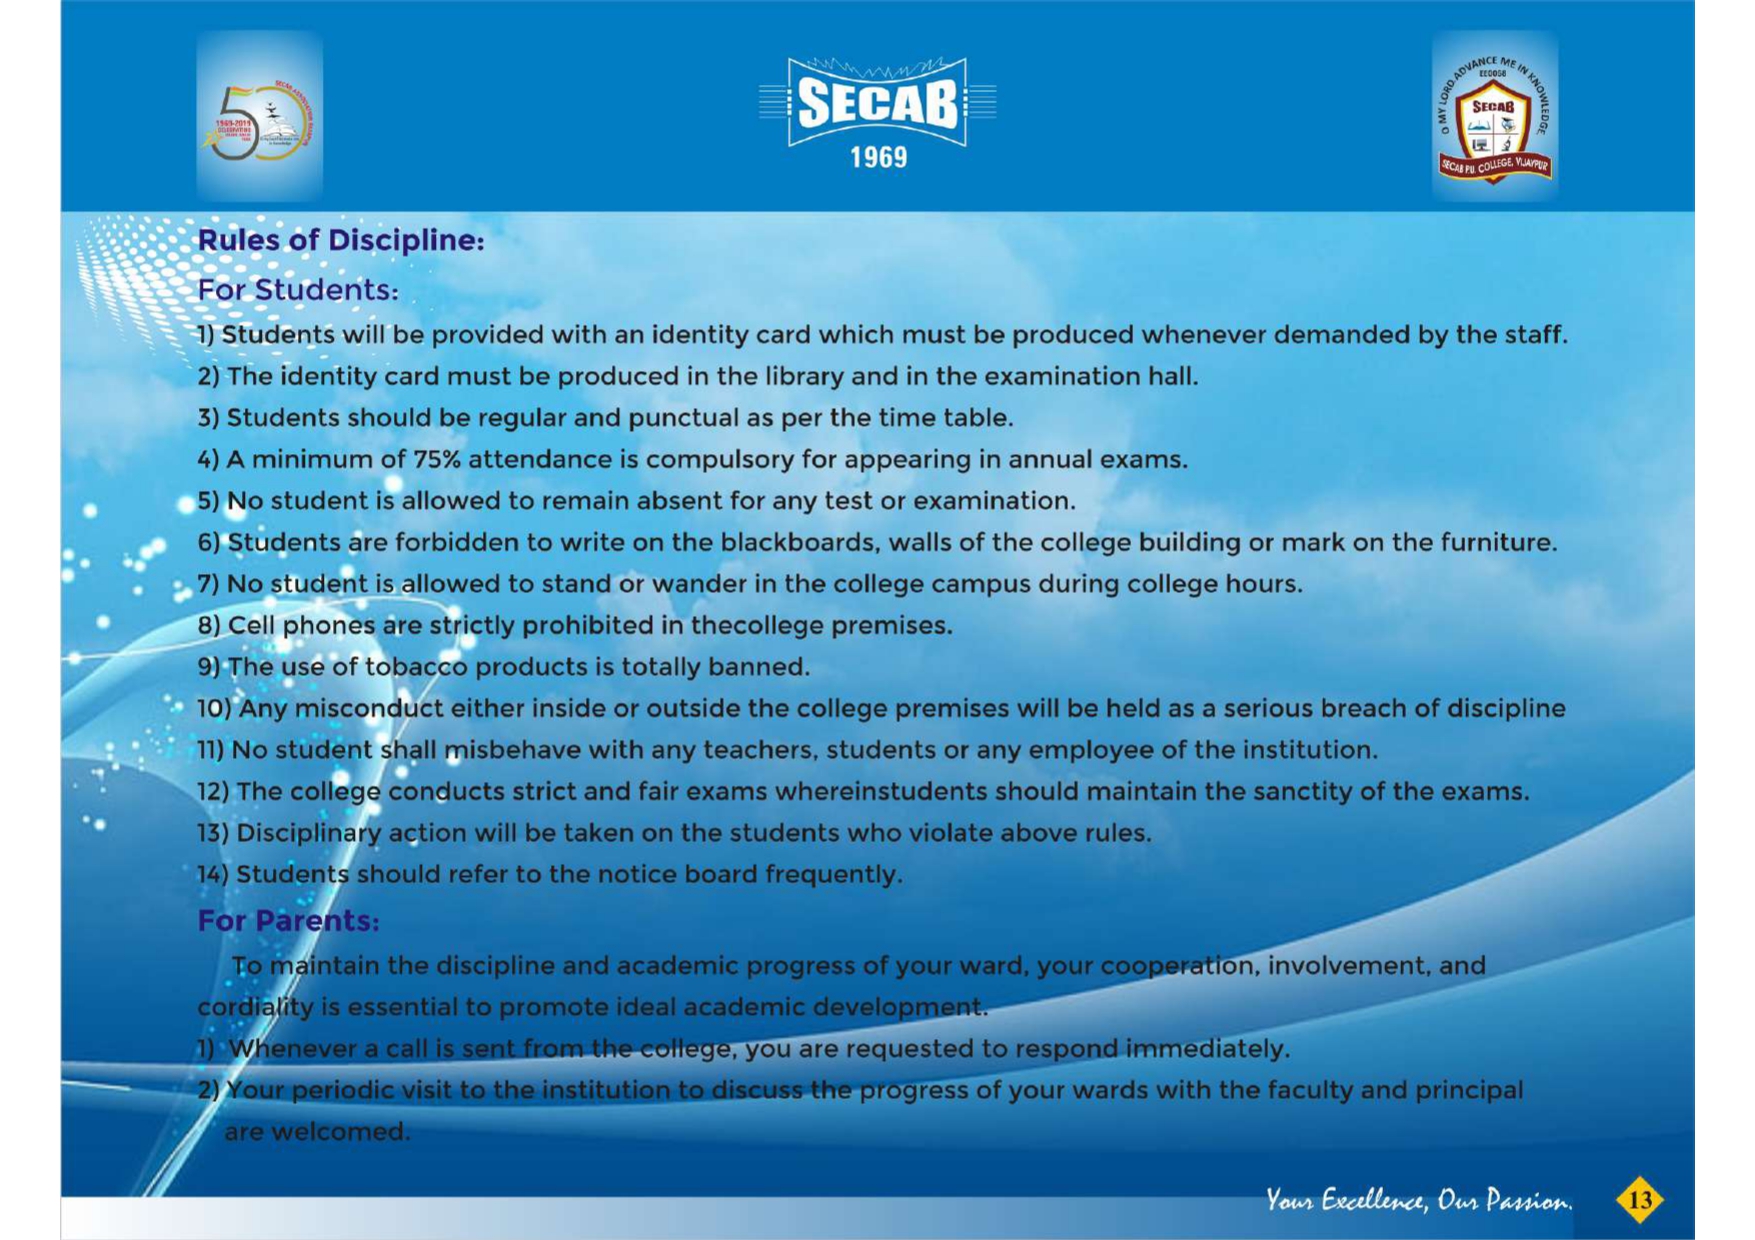 1969-2019
SECAB
1969
O MY LORD ADVANCE ME IN KNOWLEDGE
EE0058
SECAB
SECAB P.U. COLLEGE, VIJAYPUR
Rules of Discipline:
For Students:
1) Students will be provided with an identity card which must be produced whenever demanded by the staff.
2) The identity card must be produced in the library and in the examination hall.
3) Students should be regular and punctual as per the time table.
4) A minimum of 75% attendance is compulsory for appearing in annual exams.
5) No student is allowed to remain absent for any test or examination.
6) Students are forbidden to write on the blackboards, walls of the college building or mark on the furniture.
7) No student is allowed to stand or wander in the college campus during college hours.
8) Cell phones are strictly prohibited in thecollege premises.
9) The use of tobacco products is totally banned.
10) Any misconduct either inside or outside the college premises will be held as a serious breach of discipline
11) No student shall misbehave with any teachers, students or any employee of the institution.
12) The college conducts strict and fair exams whereinstudents should maintain the sanctity of the exams.
13) Disciplinary action will be taken on the students who violate above rules.
14) Students should refer to the notice board frequently.
For Parents:
To maintain the discipline and academic progress of your ward, your cooperation, involvement, and
cordiality is essential to promote ideal academic development.
1) Whenever a call is sent from the college, you are requested to respond immediately.
2) Your periodic visit to the institution to discuss the progress of your wards with the faculty and principal
are welcomed.
Your Excellence, Our Passion.
13